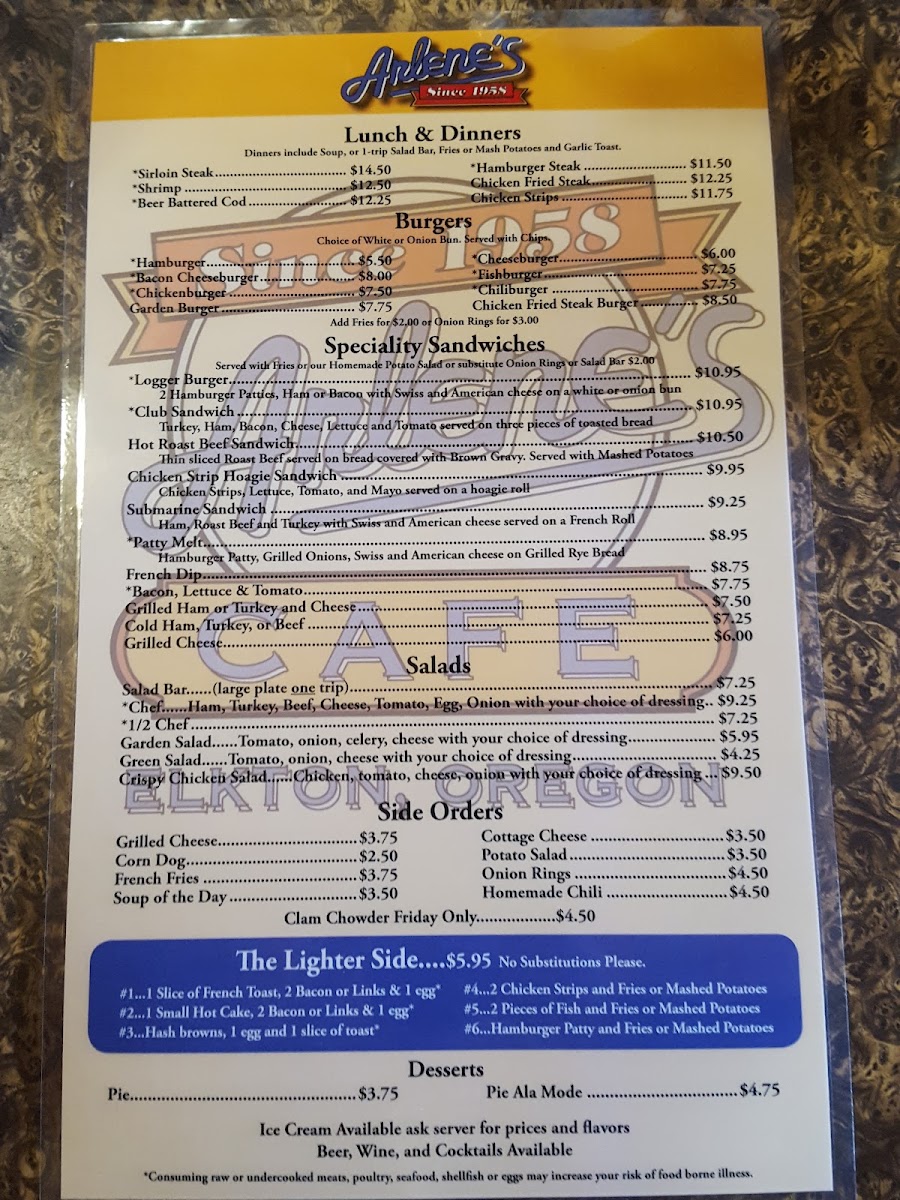 Arlene's
Since 1958
Lunch & Dinners
Dinners include Soup, or 1-trip Salad Bar, Fries or Mash Potatoes and Garlic Toast.
*Sirloin Steak............................... $14.50
*Shrimp ....................................... $12.50
*Beer Battered Cod........................ $12.25
*Hamburger Steak ........................ $11.50
Chicken Fried Steak...................... $12.25
Chicken Strips .............................. $11.75
Burgers
Choice of White or Onion Bun. Served with Chips.
*Hamburger................................... $5.50
*Bacon Cheeseburger....................... $8.00
*Chickenburger .............................. $7.50
Garden Burger................................ $7.75
*Cheeseburger................................. $6.00
*Fishburger.................................... $7.25
*Chiliburger ................................... $7.75
Chicken Fried Steak Burger.............. $8.50
Add Fries for $2.00 or Onion Rings for $3.00
Speciality Sandwiches
Served with Fries or our Homemade Potato Salad or substitute Onion Rings or Salad Bar $2.00
*Logger Burger........................................ $10.95
2 Hamburger Patties, Ham or Bacon with Swiss and American cheese on a white or onion bun
*Club Sandwich ........................................ $10.95
Turkey, Ham, Bacon, Cheese, Lettuce and Tomato served on three pieces of toasted bread
Hot Roast Beef Sandwich........................................ $10.50
Thin sliced Roast Beef served on bread covered with Brown Gravy. Served with Mashed Potatoes
Chicken Strip Hoagie Sandwich ........................................ $9.95
Chicken Strips, Lettuce, Tomato, and Mayo served on a hoagie roll
Submarine Sandwich ........................................ $9.25
Ham, Roast Beef and Turkey with Swiss and American cheese served on a French Roll
*Patty Melt........................................ $8.95
Hamburger Patty, Grilled Onions, Swiss and American cheese on Grilled Rye Bread
French Dip........................................ $8.75
*Bacon, Lettuce & Tomato........................................ $7.75
Grilled Ham or Turkey and Cheese........................................ $7.50
Cold Ham, Turkey, or Beef ........................................ $7.25
Grilled Cheese........................................ $6.00
Salads
Salad Bar......(large plate one trip)........................................ $7.25
*Chef......Ham, Turkey, Beef, Cheese, Tomato, Egg, Onion with your choice of dressing.. $9.25
*1/2 Chef ........................................ $7.25
Garden Salad......Tomato, onion, celery, cheese with your choice of dressing.................... $5.95
Green Salad......Tomato, onion, cheese with your choice of dressing.............................. $4.25
Crispy Chicken Salad......Chicken, tomato, cheese, onion with your choice of dressing ... $9.50
Side Orders
Grilled Cheese............................$3.75
Corn Dog..................................$2.50
French Fries ..............................$3.75
Soup of the Day.........................$3.50
Cottage Cheese ..........................$3.50
Potato Salad..............................$3.50
Onion Rings .............................$4.50
Homemade Chili .......................$4.50
Clam Chowder Friday Only................$4.50
The Lighter Side....$5.95 No Substitutions Please.
#1...1 Slice of French Toast, 2 Bacon or Links & 1 egg*
#2...1 Small Hot Cake, 2 Bacon or Links & 1 egg*
#3...Hash browns, 1 egg and 1 slice of toast*
#4...2 Chicken Strips and Fries or Mashed Potatoes
#5...2 Pieces of Fish and Fries or Mashed Potatoes
#6...Hamburger Patty and Fries or Mashed Potatoes
Desserts
Pie.............................................$3.75
Pie Ala Mode ..............................$4.75
Ice Cream Available ask server for prices and flavors
Beer, Wine, and Cocktails Available
*Consuming raw or undercooked meats, poultry, seafood, shellfish or eggs may increase your risk of food borne illness.
Since 1958
Arlene's
CAFE
ELKTON, OREGON